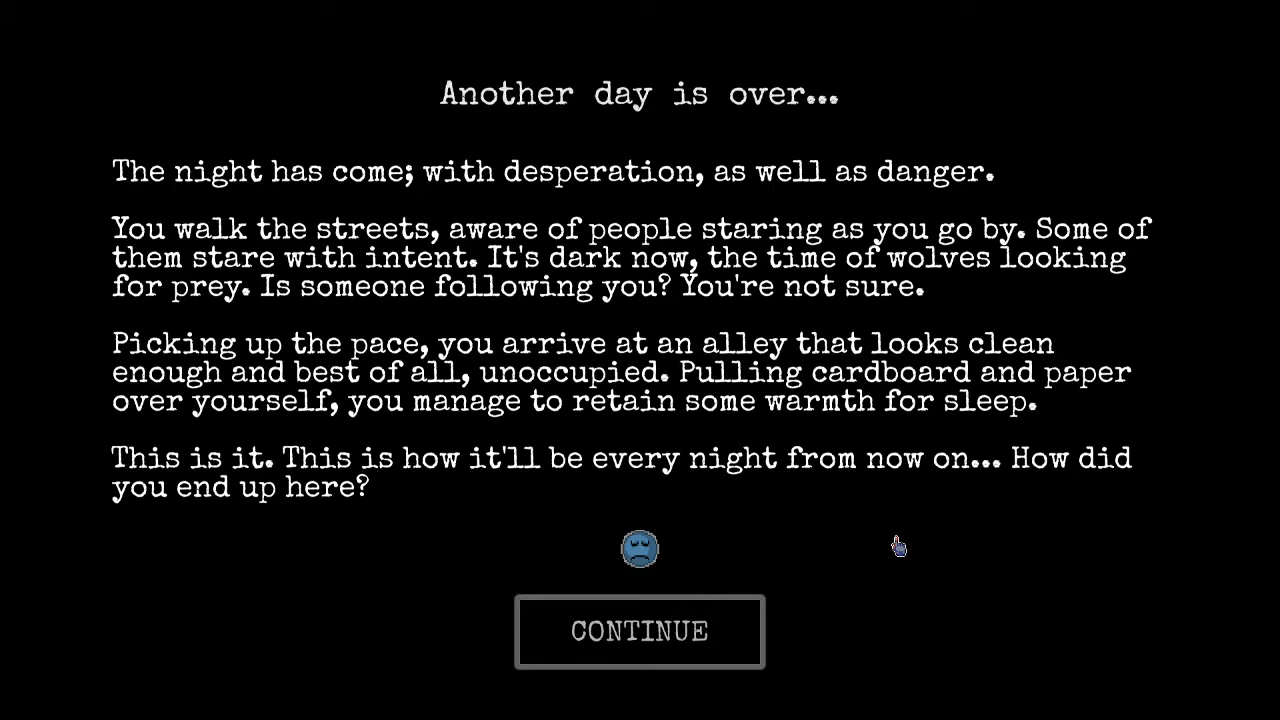 Another day is over...
The night has come; with desperation, as well as danger.
You walk the streets, aware of people staring as you go by. Some of
them stare with intent. It's dark now, the time of wolves looking
for prey. Is someone following you? You're not sure.
Picking up the pace, you arrive at an alley that looks clean
enough and best of all, unoccupied. Pulling cardboard and paper
over yourself, you manage to retain some warmth for sleep.
This is it. This is how it'll be every night from now on... How did
you end up here?
CONTINUE